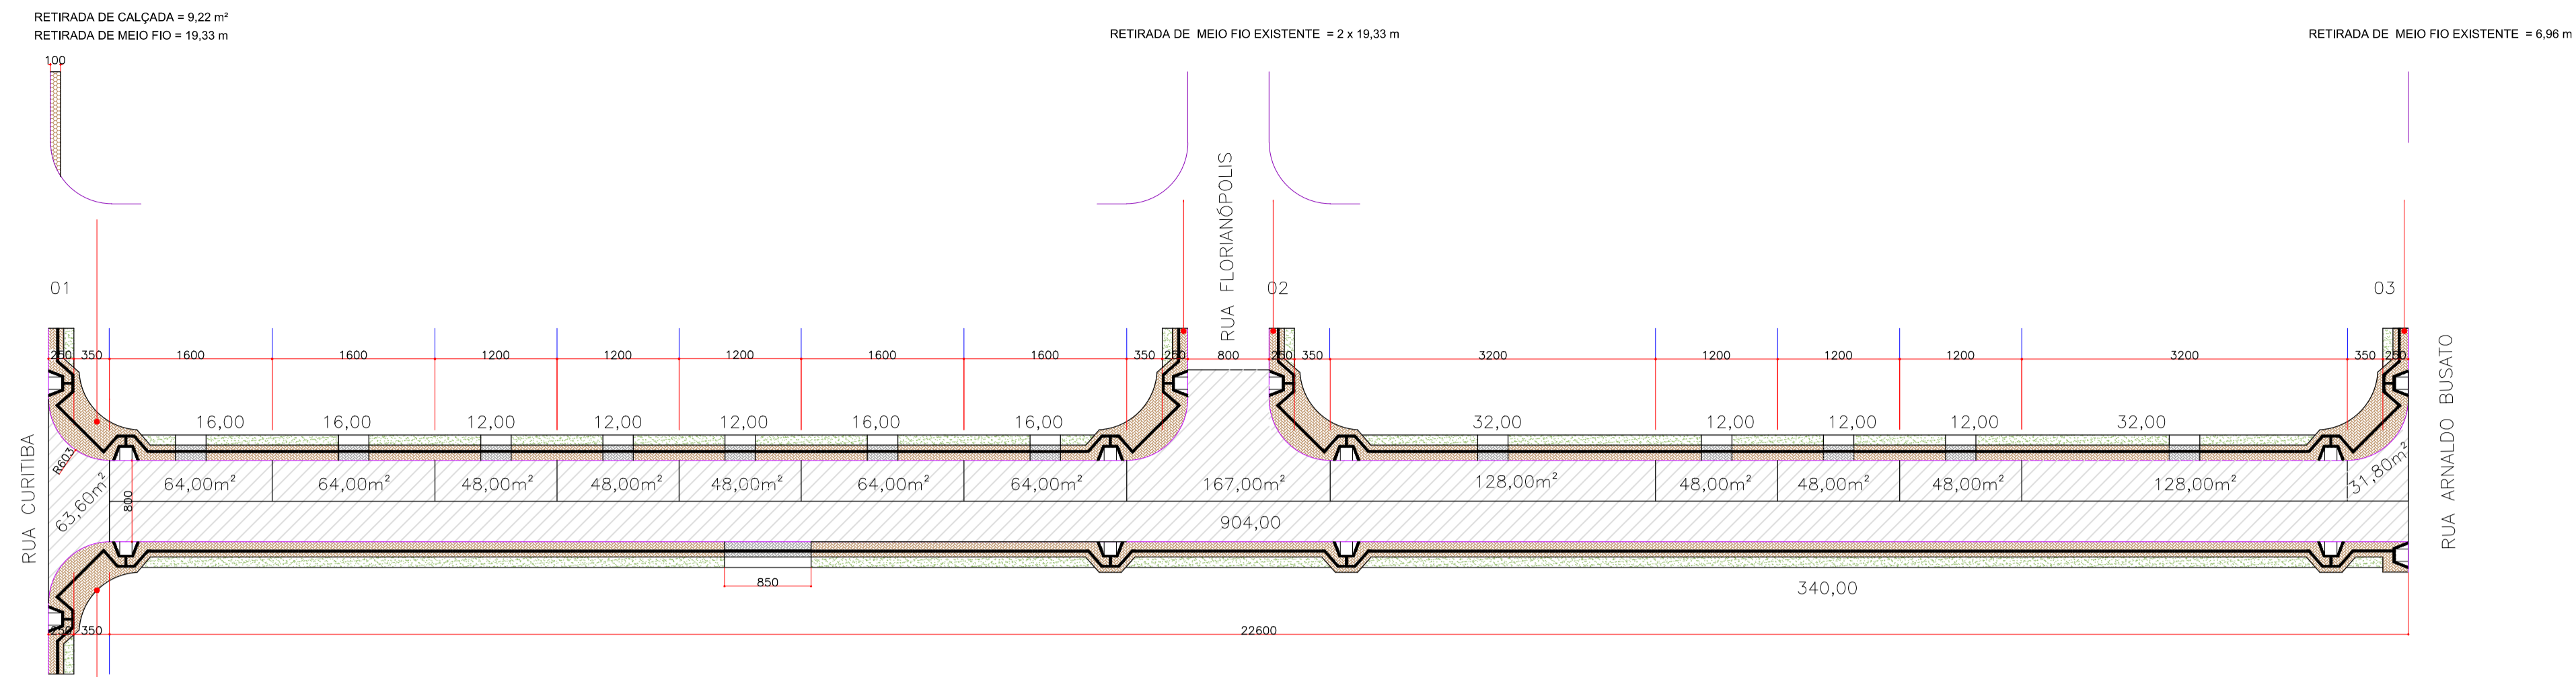 RETIRADA DE CALÇADA = 9,22 m²
RETIRADA DE MEIO FIO = 19,33 m
RETIRADA DE MEIO FIO EXISTENTE = 2 x 19,33 m
RETIRADA DE MEIO FIO EXISTENTE = 6,96 m
100
RUA FLORIANÓPOLIS
01
02
03
250 350 1600 1600 1200 1200 1200 1600 1600 350 250 800 250 350 3200 1200 1200 1200 3200 350 250
16,00 16,00 12,00 12,00 12,00 16,00 16,00 32,00 12,00 12,00 12,00 32,00
RUA CURITIBA
R603
63,60m²
800
64,00m² 64,00m² 48,00m² 48,00m² 48,00m² 64,00m² 64,00m² 167,00m² 128,00m² 48,00m² 48,00m² 48,00m² 128,00m² 31,80m²
RUA ARNALDO BUSATO
904,00
850
340,00
250 350
22600